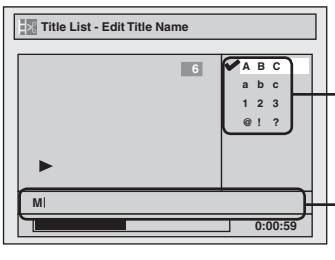 Title List - Edit Title Name
6
A B C
a b c
1 2 3
@ ! ?
M
0:00:59